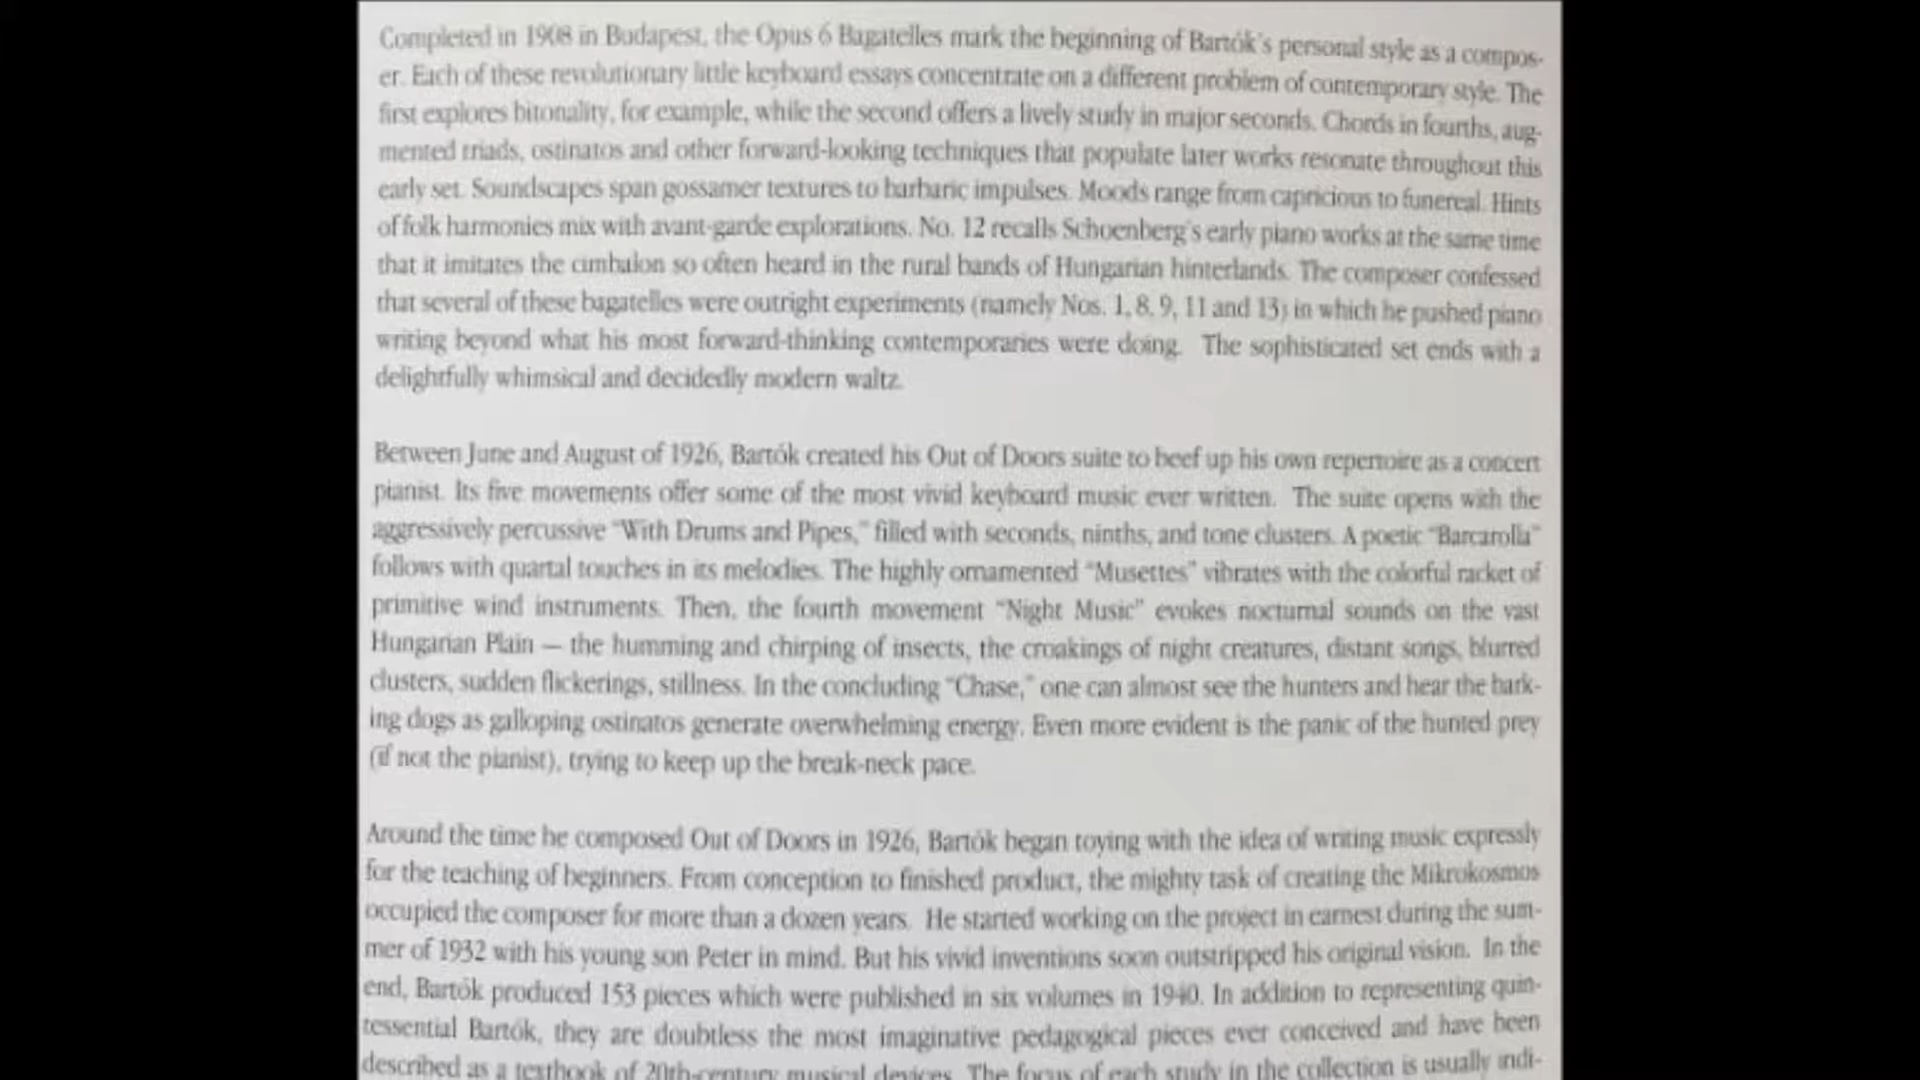 Completed in 1908 in Budapest, the Opus 6 Bagatelles mark the beginning of Bartók's personal style as a compos-
er. Each of these revolutionary little keyboard essays concentrate on a different problem of contemporary style. The
first explores bitonality, for example, while the second offers a lively study in major seconds. Chords in fourths, aug-
mented triads, ostinatos and other forward-looking techniques that populate later works resonate throughout this
early set. Soundscapes span gossamer textures to barbaric impulses. Moods range from capricious to funereal. Hints
of folk harmonies mix with avant-garde explorations. No. 12 recalls Schoenberg's early piano works at the same time
that it imitates the cimbalon so often heard in the rural bands of Hungarian hinterlands. The composer confessed
that several of these bagatelles were outright experiments (namely Nos. 1, 8, 9, 11 and 13) in which he pushed piano
writing beyond what his most forward-thinking contemporaries were doing. The sophisticated set ends with a
delightfully whimsical and decidedly modern waltz.
Between June and August of 1926, Bartók created his Out of Doors suite to beef up his own repertoire as a concert
pianist. Its five movements offer some of the most vivid keyboard music ever written. The suite opens with the
aggressively percussive "With Drums and Pipes," filled with seconds, ninths, and tone clusters. A poetic "Barcarolla"
follows with quartal touches in its melodies. The highly ornamented "Musettes" vibrates with the colorful racket of
primitive wind instruments. Then, the fourth movement "Night Music" evokes nocturnal sounds on the vast
Hungarian Plain — the humming and chirping of insects, the croakings of night creatures, distant songs, blurred
clusters, sudden flickerings, stillness. In the concluding "Chase," one can almost see the hunters and hear the bark-
ing dogs as galloping ostinatos generate overwhelming energy. Even more evident is the panic of the hunted prey
(if not the pianist), trying to keep up the break-neck pace.
Around the time he composed Out of Doors in 1926, Bartók began toying with the idea of writing music expressly
for the teaching of beginners. From conception to finished product, the mighty task of creating the Mikrokosmos
occupied the composer for more than a dozen years. He started working on the project in earnest during the sum-
mer of 1932 with his young son Peter in mind. But his vivid inventions soon outstripped his original vision. In the
end, Bartók produced 153 pieces which were published in six volumes in 1940. In addition to representing quin-
tessential Bartók, they are doubtless the most imaginative pedagogical pieces ever conceived and have been
described as a textbook of 20th-century musical devices. The focus of each study in the collection is usually indi-